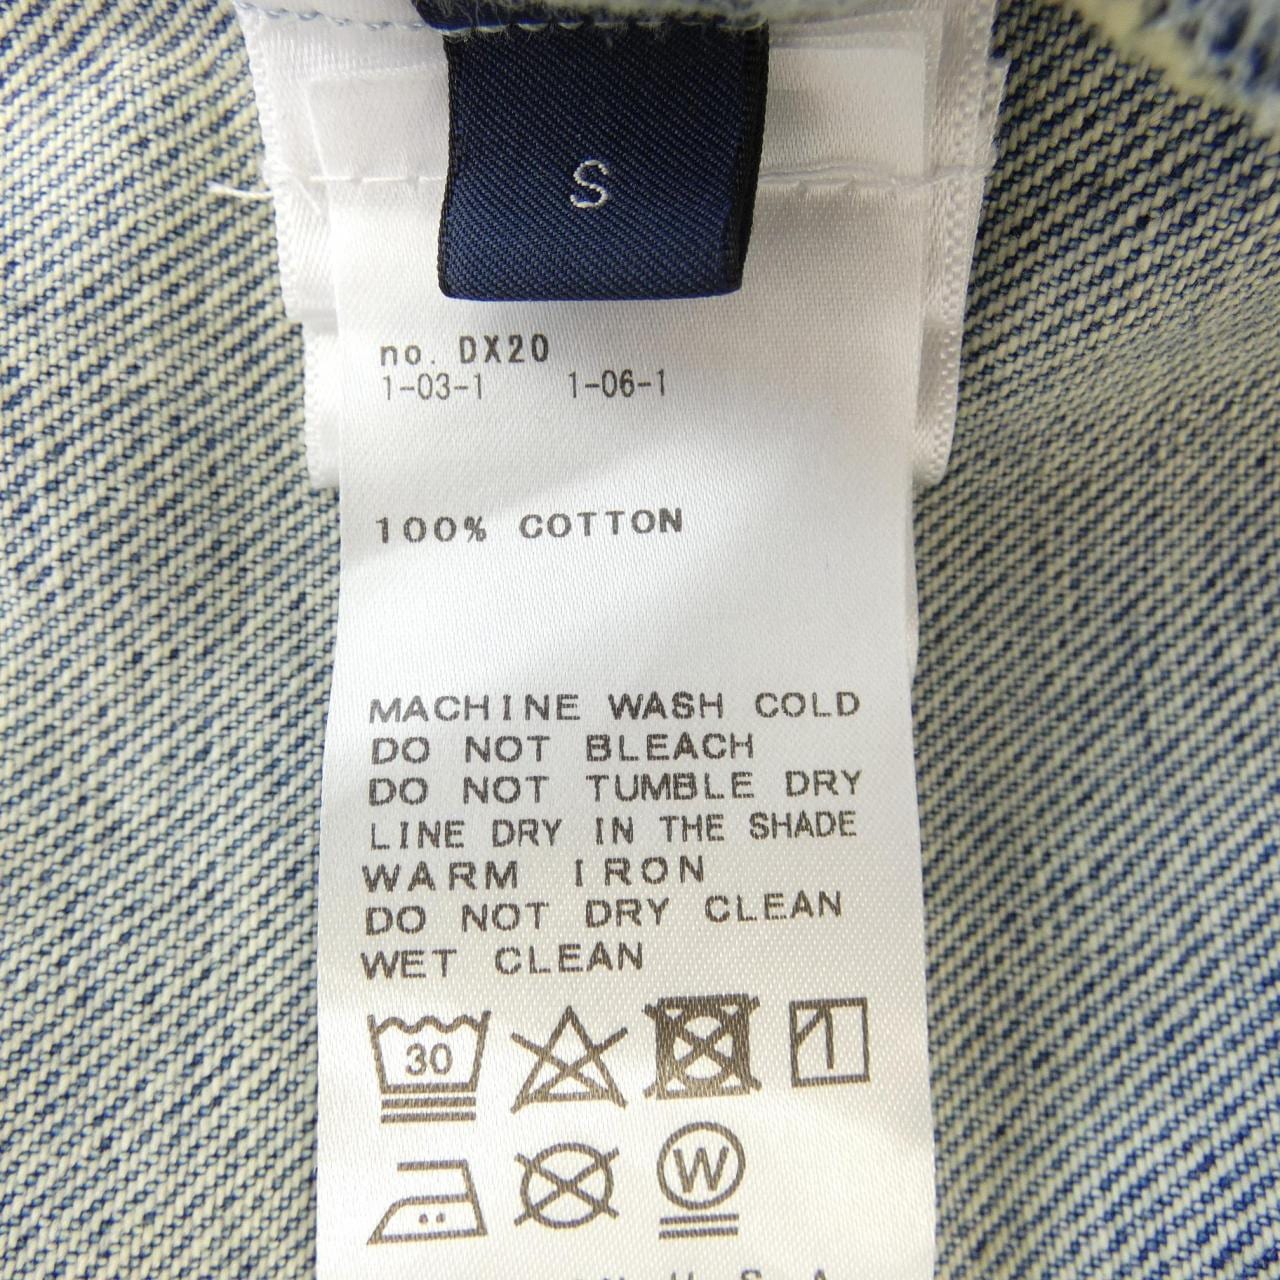 S
no. DX20
1-03-1 1-06-1
100% COTTON
MACHINE WASH COLD
DO NOT BLEACH
DO NOT TUMBLE DRY
LINE DRY IN THE SHADE
WARM IRON
DO NOT DRY CLEAN
WET CLEAN
30
W